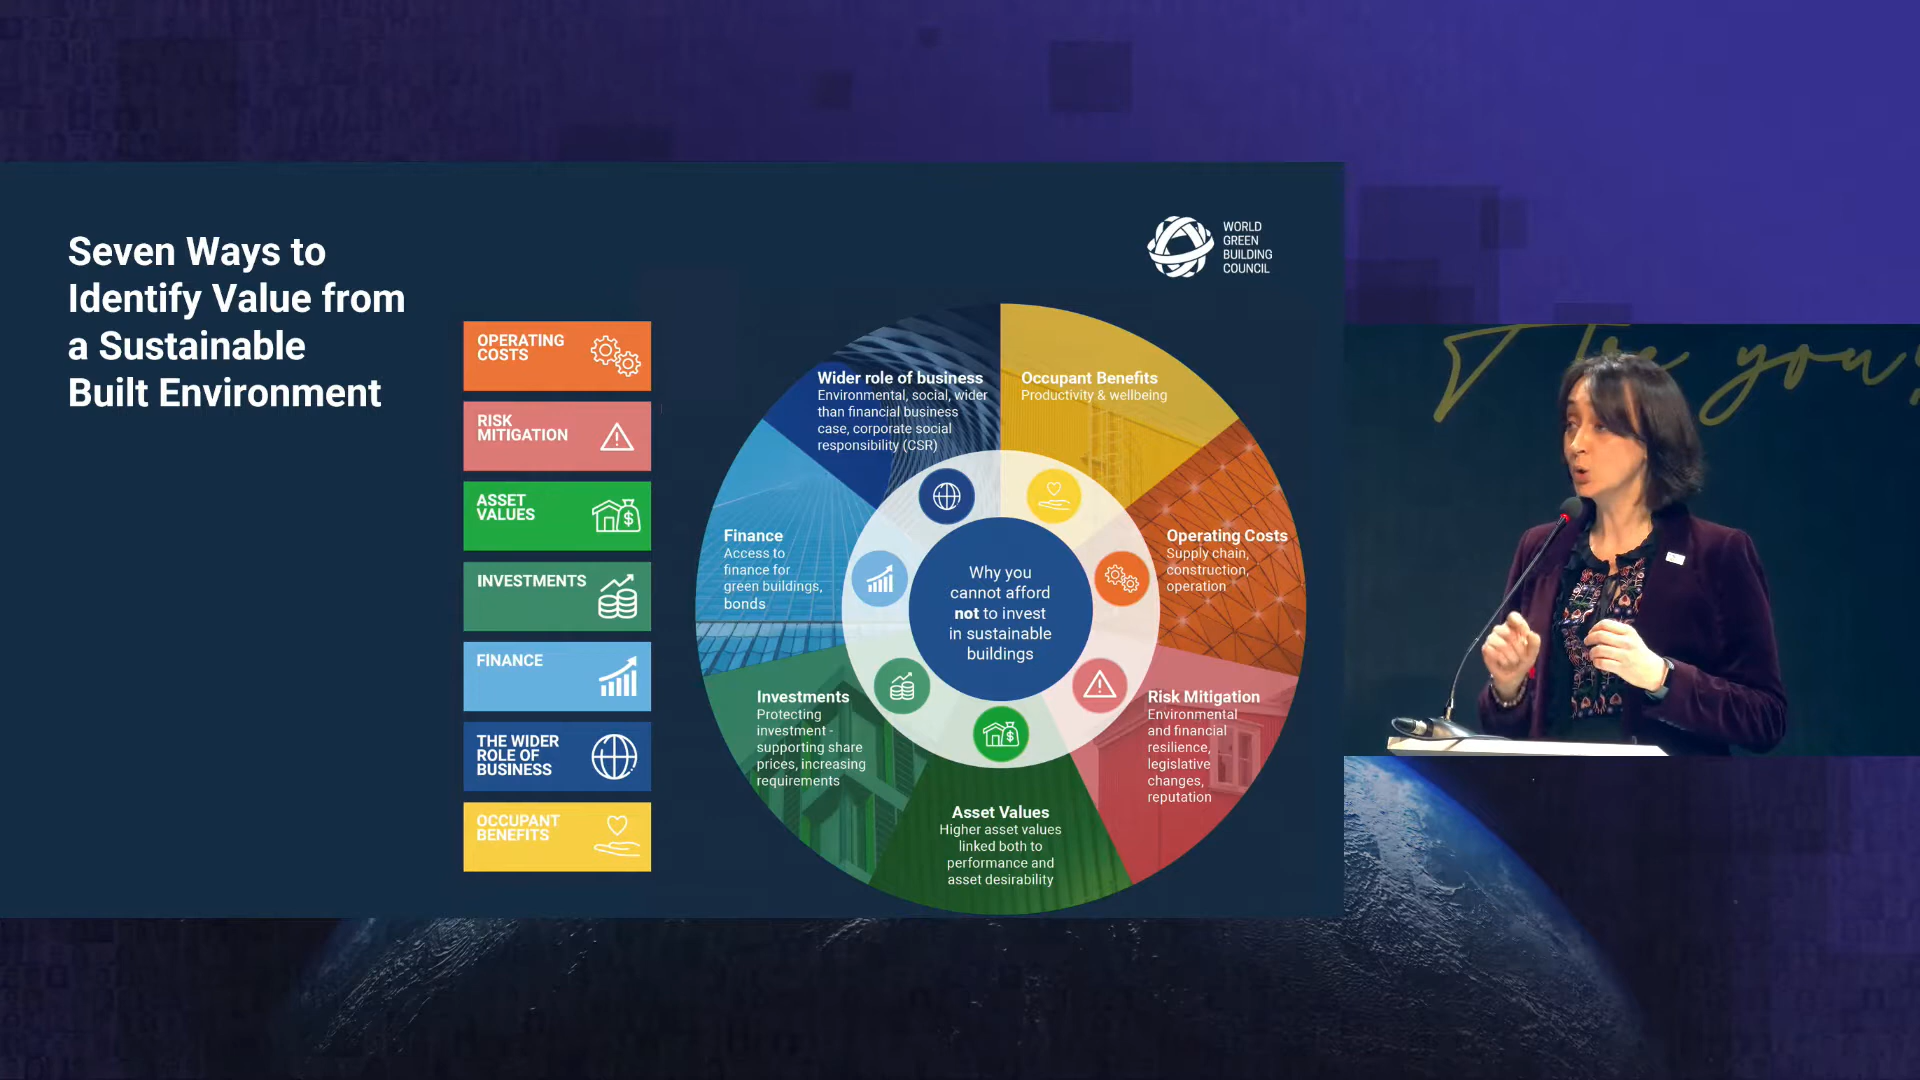 Seven Ways to
Identify Value from
a Sustainable
Built Environment
WORLD
GREEN
BUILDING
COUNCIL
OPERATING
COSTS
RISK
MITIGATION
ASSET
VALUES
INVESTMENTS
FINANCE
THE WIDER
ROLE OF
BUSINESS
OCCUPANT
BENEFITS
Wider role of business
Environmental, social, wider
than financial business
case, corporate social
responsibility (CSR)
Occupant Benefits
Productivity & wellbeing
Operating Costs
Supply chain,
construction,
operation
Risk Mitigation
Environmental
and financial
resilience,
legislative
changes,
reputation
Asset Values
Higher asset values
linked both to
performance and
asset desirability
Investments
Protecting
investment -
supporting share
prices, increasing
requirements
Finance
Access to
finance for
green buildings,
bonds
Why you
cannot afford
not to invest
in sustainable
buildings
you